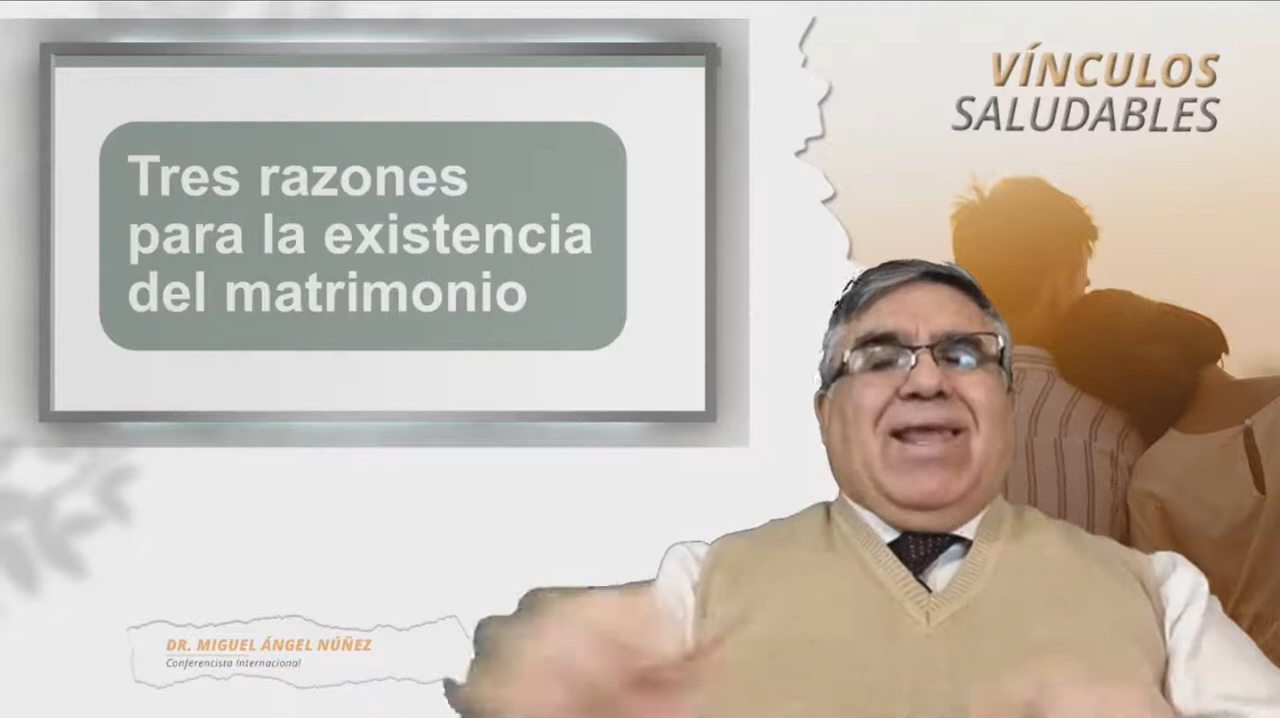 Tres razones
para la existencia
del matrimonio
VÍNCULOS
SALUDABLES
DR. MIGUEL ÁNGEL NÚÑEZ
Conferencista Internacional